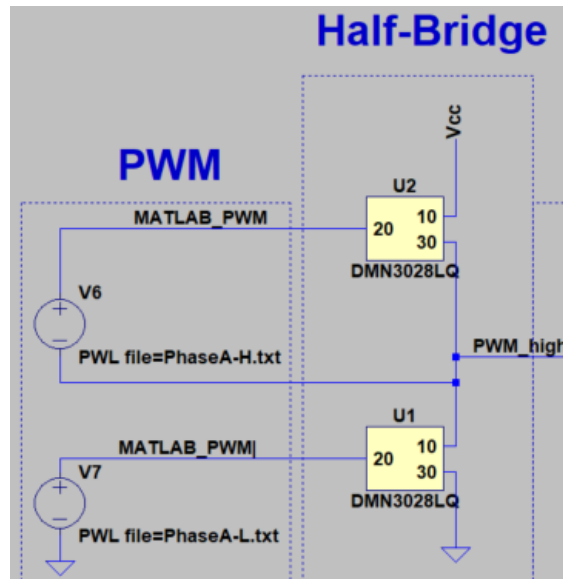 Half-Bridge
PWM
Vcc
U2
MATLAB_PWM
20
10
30
DMN3028LQ
V6
PWL file=PhaseA-H.txt
PWM_high
U1
MATLAB_PWM|
20
10
30
V7
DMN3028LQ
PWL file=PhaseA-L.txt